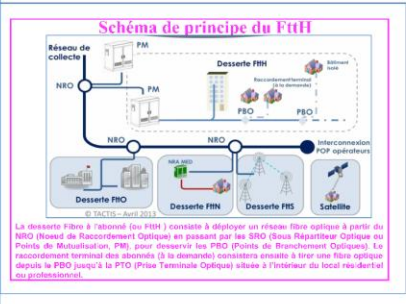 Schéma de principe du FttH
Réseau de
collecte
PM
Desserte FttH
Bâtiment
Raccordement terminal
(à la demande)
NRO
PM
PBO
PBO
NRO
NRO
Interconnexion
POP opérateurs
NRA MED
Desserte FttO
Desserte FttN
Desserte FttS
Satellite
© TACTIS – Avril 2013
La desserte Fibre à l'abonné (ou FttH ) consiste à déployer un réseau fibre optique à partir du
NRO (Noeud de Raccordement Optique) en passant par les SRO (Sous Répartiteur Optique ou
Points de Mutualisation, PM), pour desservir les PBO (Points de Branchement Optiques). Le
raccordement terminal des abonnés (à la demande) consistera ensuite à tirer une fibre optique
depuis le PBO jusqu'à la PTO (Prise Terminale Optique) située à l'intérieur du local résidentiel
ou professionnel.